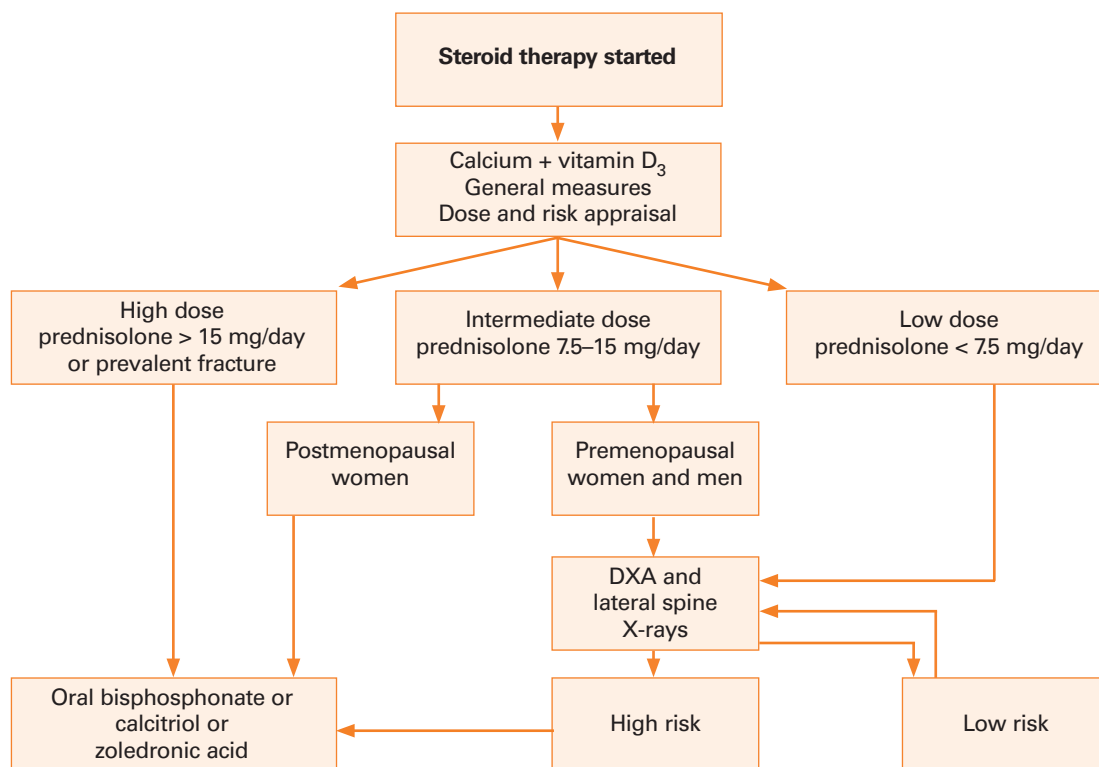 Steroid therapy started
Calcium + vitamin D₃
General measures
Dose and risk appraisal
High dose
prednisolone > 15 mg/day
or prevalent fracture
Intermediate dose
prednisolone 7.5–15 mg/day
Low dose
prednisolone < 7.5 mg/day
Postmenopausal
women
Premenopausal
women and men
DXA and
lateral spine
X-rays
Oral bisphosphonate or
calcitriol or
zoledronic acid
High risk
Low risk